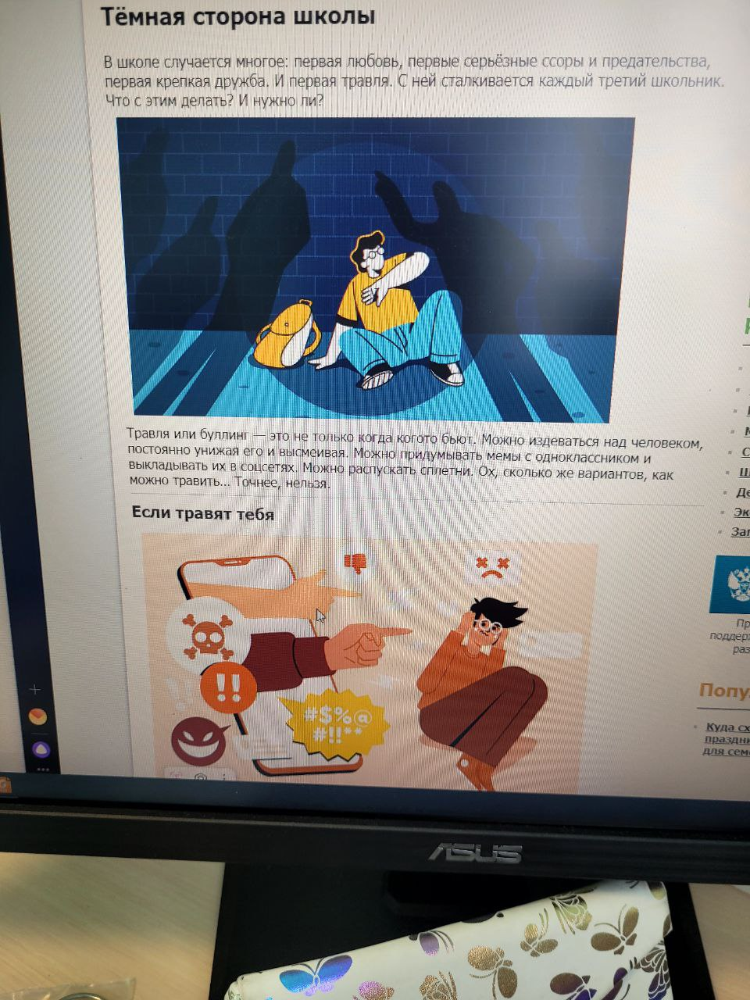 Тёмная сторона школы
В школе случается многое: первая любовь, первые серьёзные ссоры и предательства,
первая крепкая дружба. И первая травля. С ней сталкивается каждый третий школьник.
Что с этим делать? И нужно ли?
Травля или буллинг — это не только когда когото бьют. Можно издеваться над человеком,
постоянно унижая его и высмеивая. Можно придумывать мемы с одноклассником и
выкладывать их в соцсетях. Можно распускать сплетни. Ох, сколько же вариантов, как
можно травить... Точнее, нельзя.
Если травят тебя
#$%@
#!!**
!!
Куда
для
ASUS